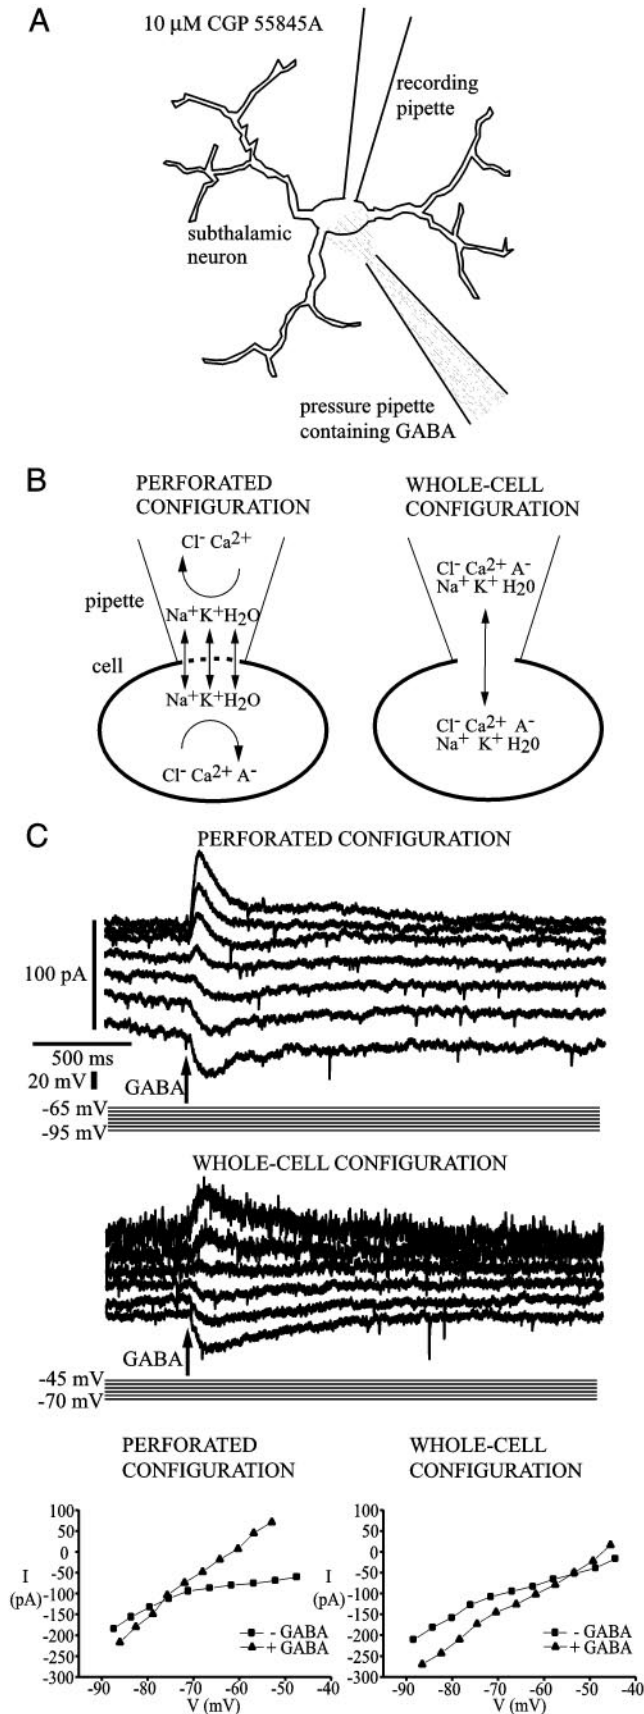 A
10 µM CGP 55845A
recording
pipette
subthalamic
neuron
pressure pipette
containing GABA
B
PERFORATED
CONFIGURATION
WHOLE-CELL
CONFIGURATION
Cl- Ca2+
pipette
Na+K+H2O
cell
Na+K+H2O
Cl- Ca2+ A-
Cl- Ca2+ A-
Na+ K+ H20
Cl- Ca2+ A-
Na+ K+ H20
C
PERFORATED CONFIGURATION
100 pA
500 ms
20 mV
GABA
-65 mV
-95 mV
WHOLE-CELL CONFIGURATION
GABA
-45 mV
-70 mV
PERFORATED
CONFIGURATION
100
50
0
-50
-100
-150
-200
-250
-300
I
(pA)
- GABA
+ GABA
-90 -80 -70 -60 -50 -40
V (mV)
WHOLE-CELL
CONFIGURATION
100
50
0
-50
-100
-150
-200
-250
-300
I
(pA)
- GABA
+ GABA
-90 -80 -70 -60 -50 -40
V (mV)